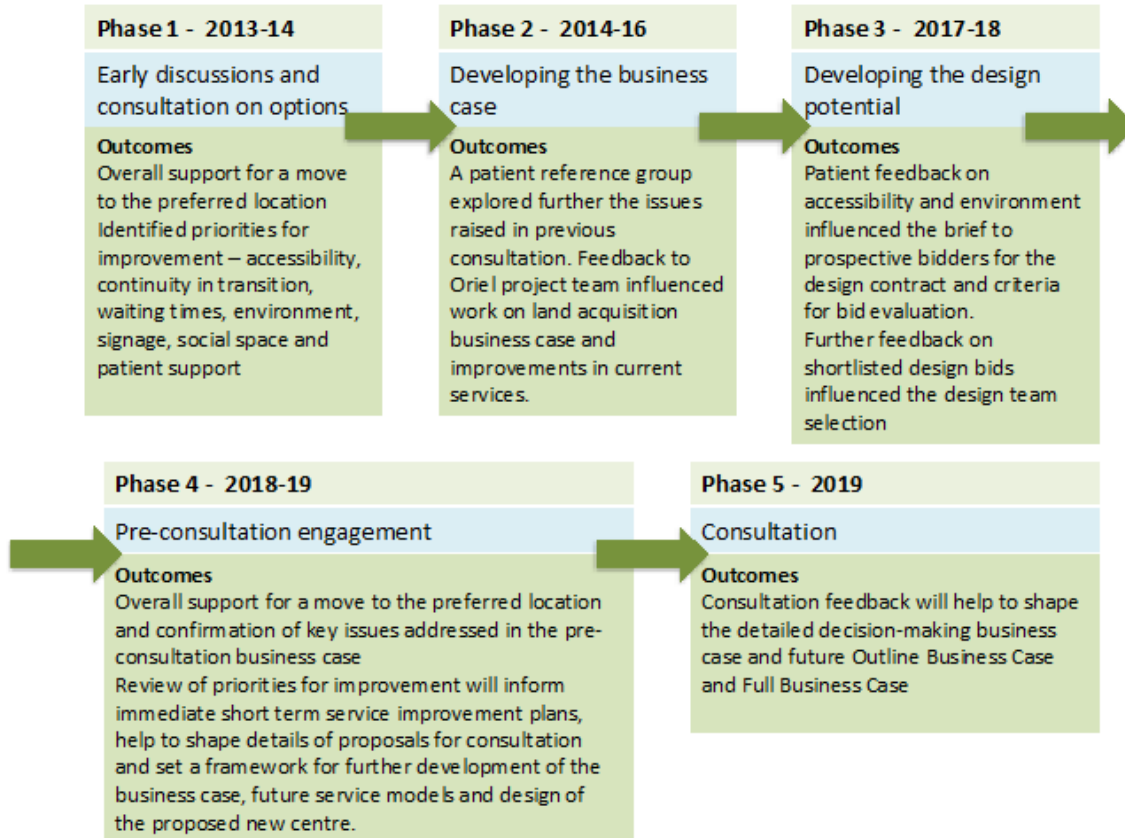 Phase 1 - 2013-14
Early discussions and
consultation on options
Outcomes
Overall support for a move
to the preferred location
Identified priorities for
improvement – accessibility,
continuity in transition,
waiting times, environment,
signage, social space and
patient support
Phase 2 - 2014-16
Developing the business
case
Outcomes
A patient reference group
explored further the issues
raised in previous
consultation. Feedback to
Oriel project team influenced
work on land acquisition
business case and
improvements in current
services.
Phase 3 - 2017-18
Developing the design
potential
Outcomes
Patient feedback on
accessibility and environment
influenced the brief to
prospective bidders for the
design contract and criteria
for bid evaluation.
Further feedback on
shortlisted design bids
influenced the design team
selection
Phase 4 - 2018-19
Pre-consultation engagement
Outcomes
Overall support for a move to the preferred location
and confirmation of key issues addressed in the pre-
consultation business case
Review of priorities for improvement will inform
immediate short term service improvement plans,
help to shape details of proposals for consultation
and set a framework for further development of the
business case, future service models and design of
the proposed new centre.
Phase 5 - 2019
Consultation
Outcomes
Consultation feedback will help to shape
the detailed decision-making business
case and future Outline Business Case
and Full Business Case